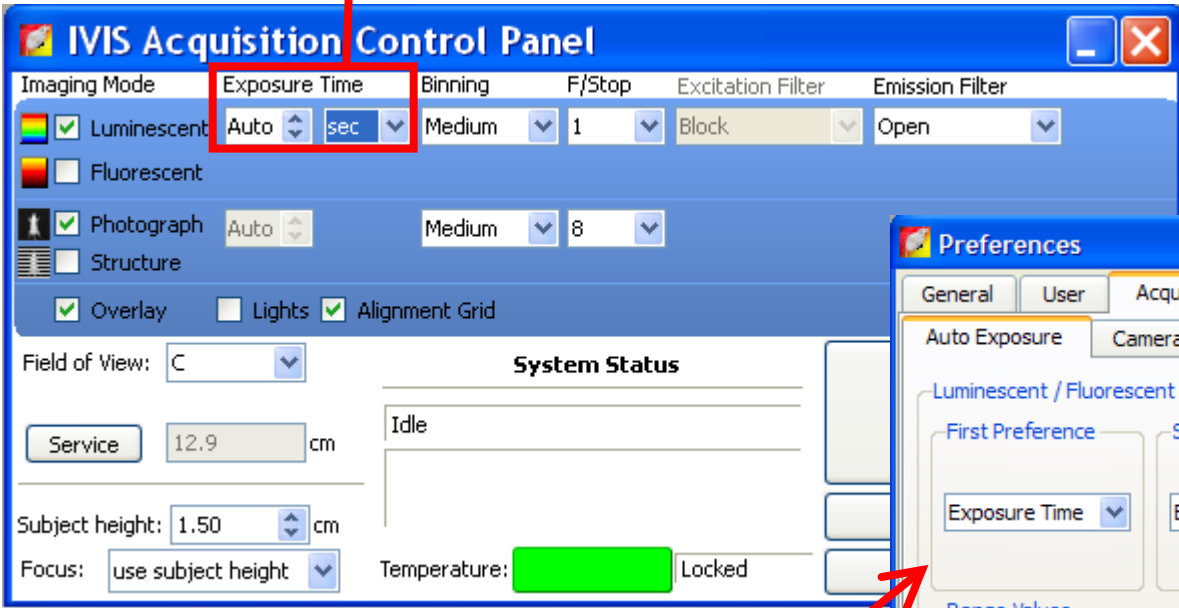 IVIS Acquisition Control Panel
Imaging Mode Exposure Time Binning F/Stop Excitation Filter Emission Filter
Luminescent Auto sec Medium 1 Block Open
Fluorescent
Photograph Auto Medium 8
Structure
Overlay Lights Alignment Grid
Field of View: C
System Status
Idle
Service 12.9 cm
Subject height: 1.50 cm
Focus: use subject height
Temperature: Locked
Preferences
General User Acqu
Auto Exposure Camera
Luminescent / Fluorescent
First Preference S
Exposure Time E